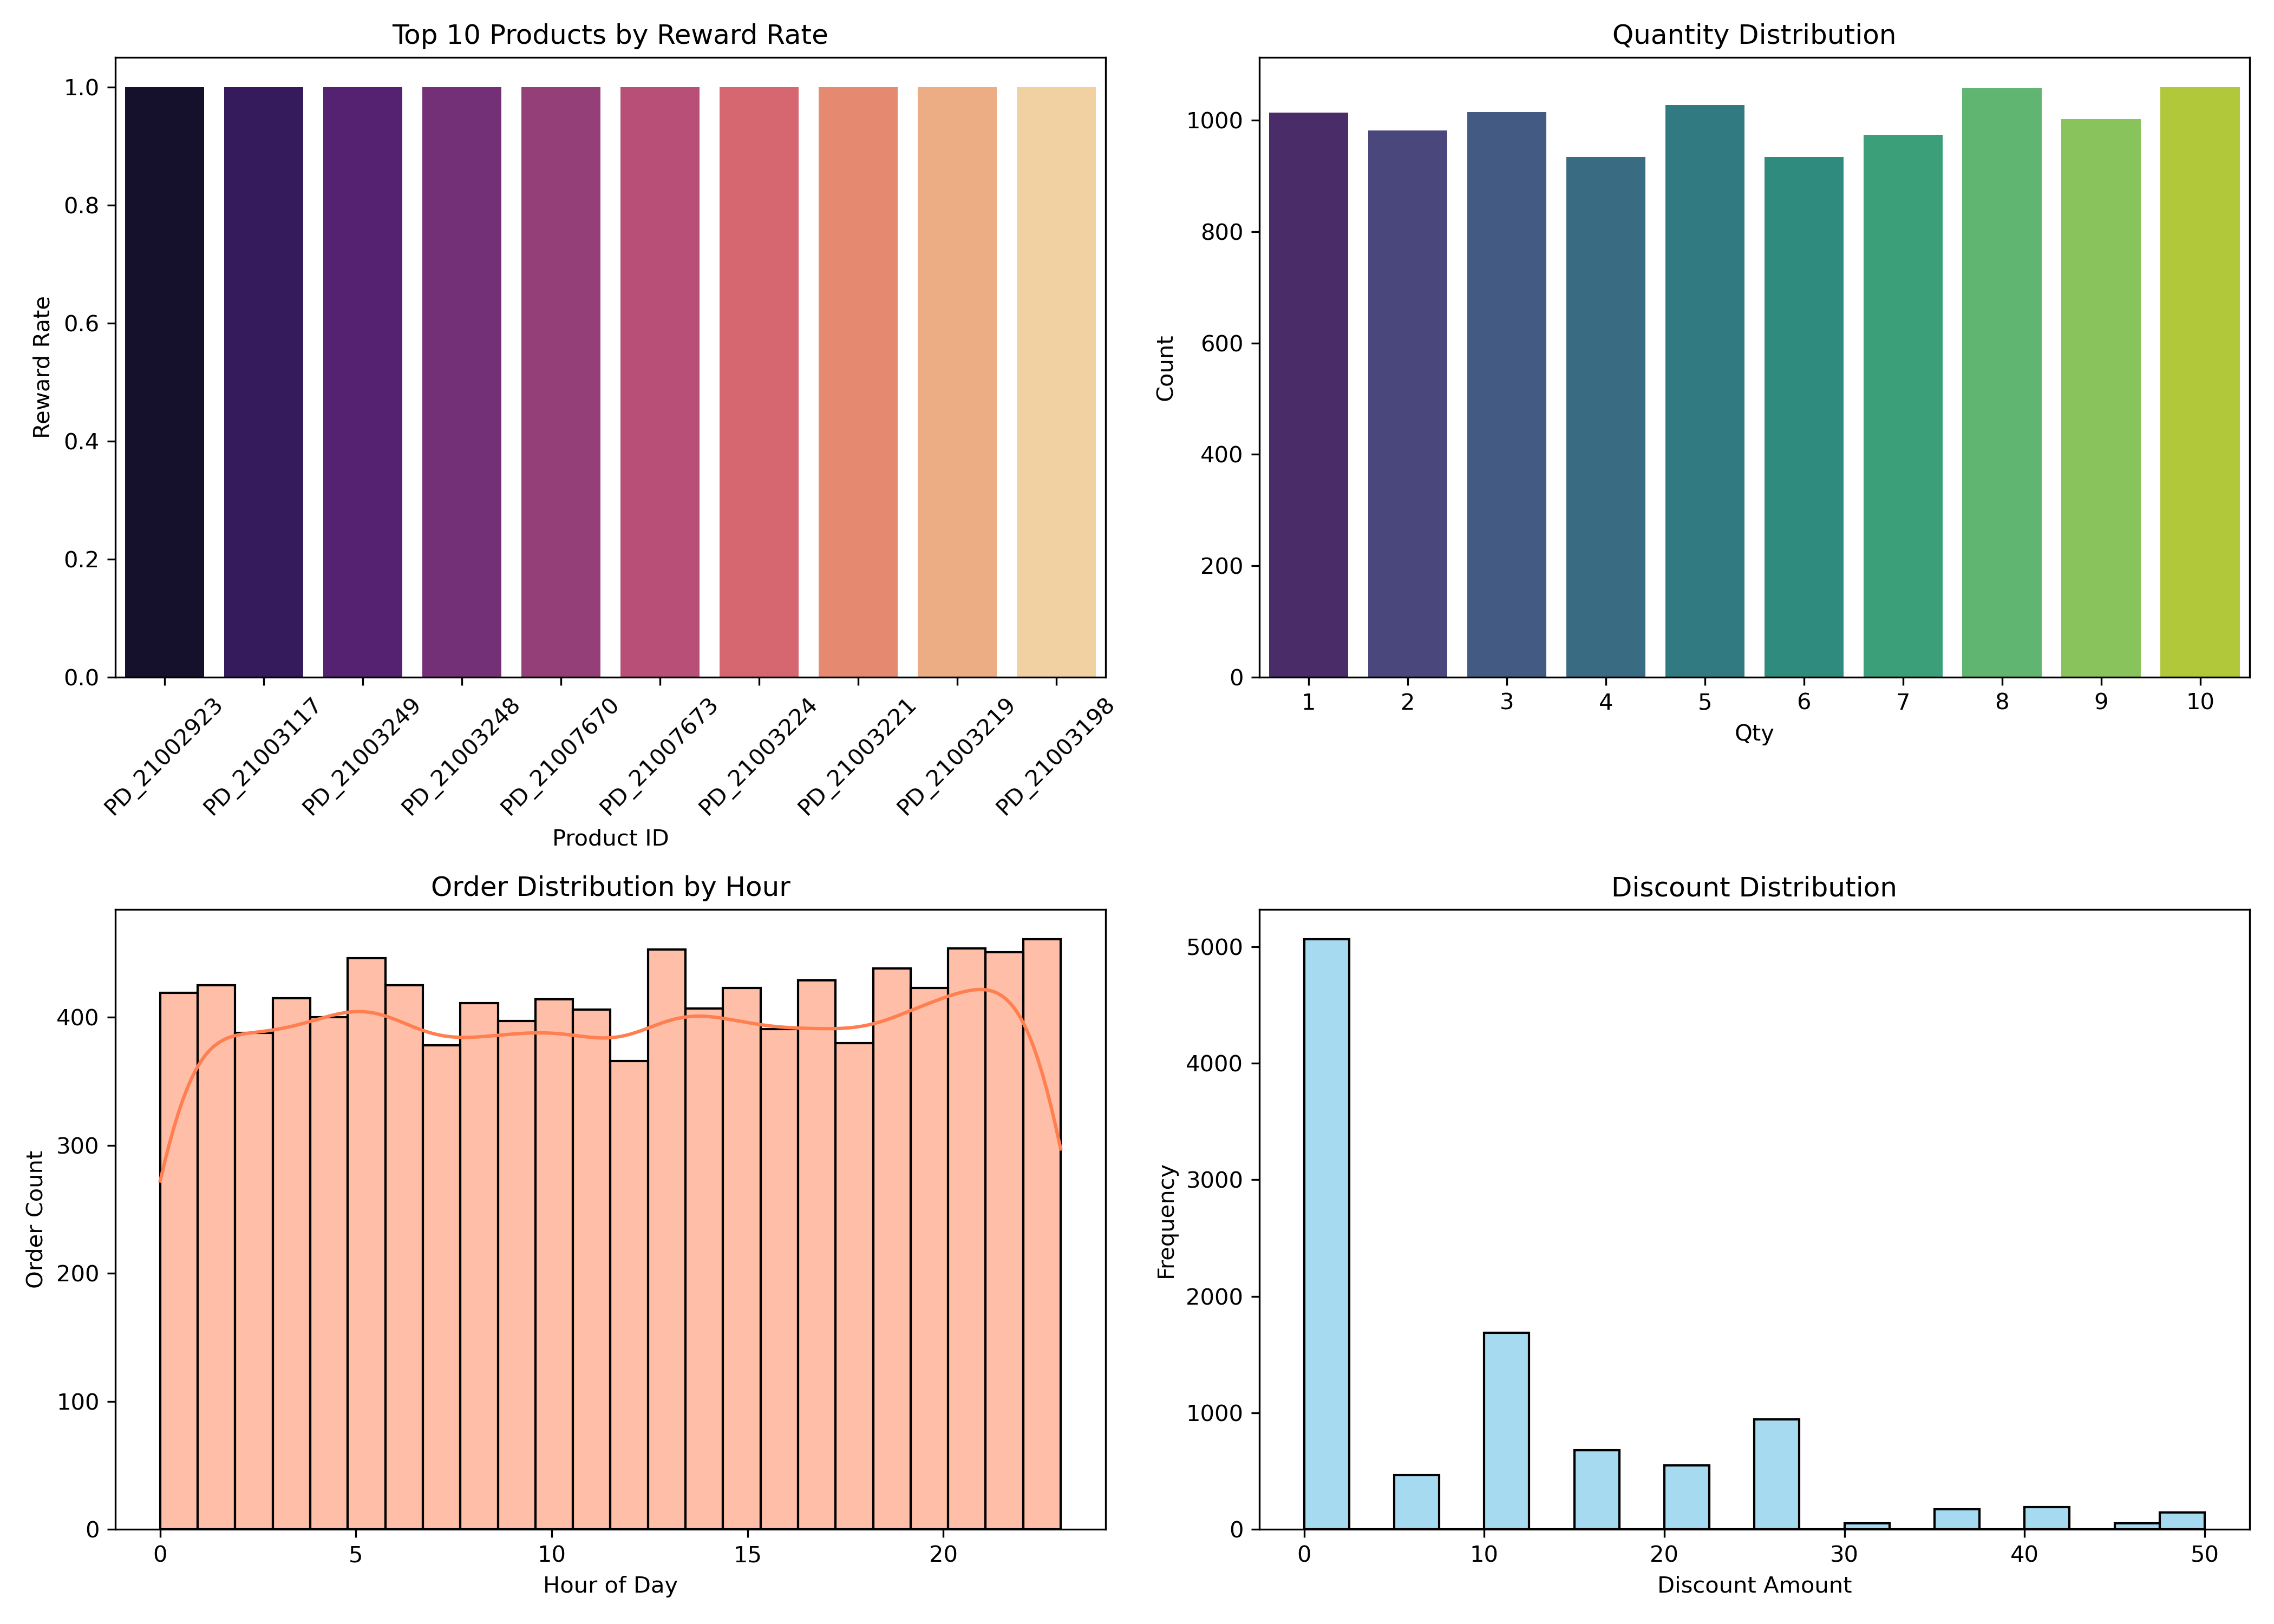 Top 10 Products by Reward Rate
Reward Rate
1.0
0.8
0.6
0.4
0.2
0.0
PD_21002923
PD_21003117
PD_21003249
PD_21003248
PD_21007670
PD_21007673
PD_21003224
PD_21003221
PD_21003219
PD_21003198
Product ID
Quantity Distribution
Count
1000
800
600
400
200
0
1 2 3 4 5 6 7 8 9 10
Qty
Order Distribution by Hour
Order Count
400
300
200
100
0
0 5 10 15 20
Hour of Day
Discount Distribution
Frequency
5000
4000
3000
2000
1000
0
0 10 20 30 40 50
Discount Amount